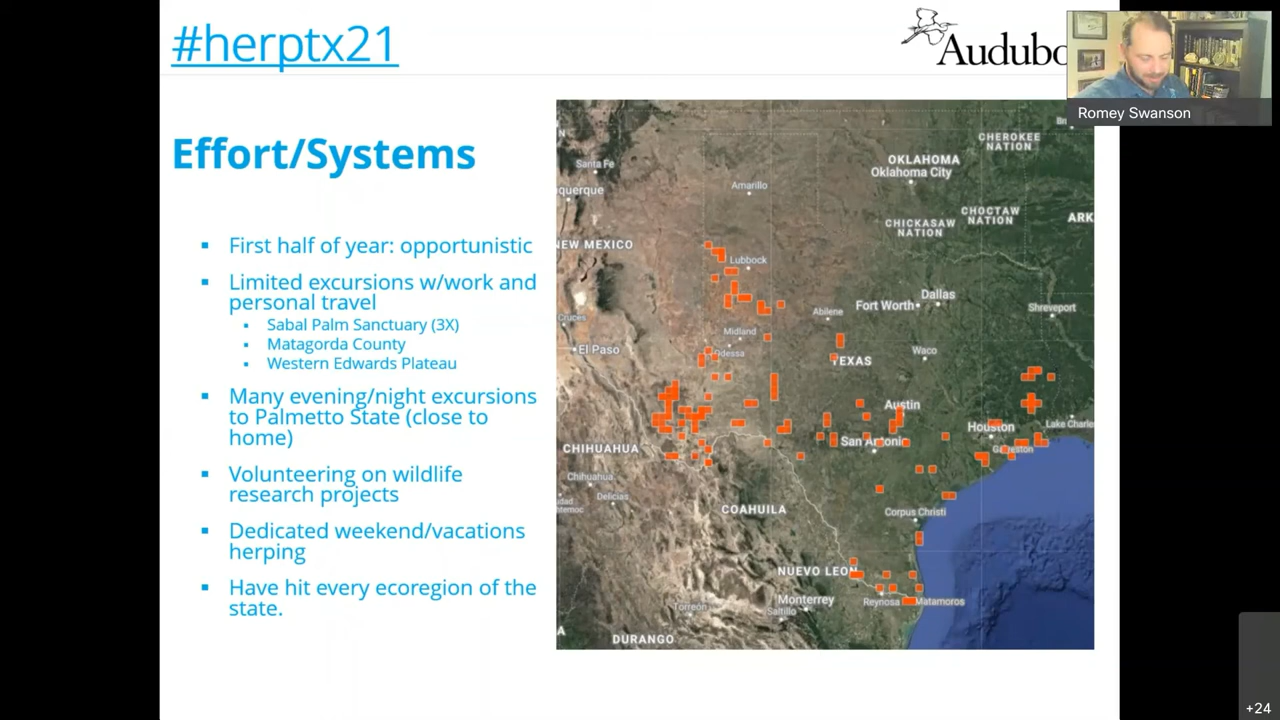 #herptx21
Audubo
Romey Swanson
Effort/Systems
First half of year: opportunistic
Limited excursions w/work and
personal travel
Sabal Palm Sanctuary (3X)
Matagorda County
Western Edwards Plateau
Many evening/night excursions
to Palmetto State (close to
home)
Volunteering on wildlife
research projects
Dedicated weekend/vacations
herping
Have hit every ecoregion of the
state.
Santa Fe
querque
NEW MEXICO
Amarillo
OKLAHOMA
Oklahoma City
CHEROKEE
NATION
CHICKASAW
NATION
CHOCTAW
NATION
ARK
Lubbock
Cruces
El Paso
Midland
Odessa
Abilene
Fort Worth
Dallas
Shreveport
TEXAS
Waco
Austin
San Antonio
Houston
Galveston
Lake Charle
CHIHUAHUA
Chihuahua
Delicias
COAHUILA
Corpus Christi
NUEVO LEON
Monterrey
Saltillo
Reynosa
Matamoros
Torreón
DURANGO
+24